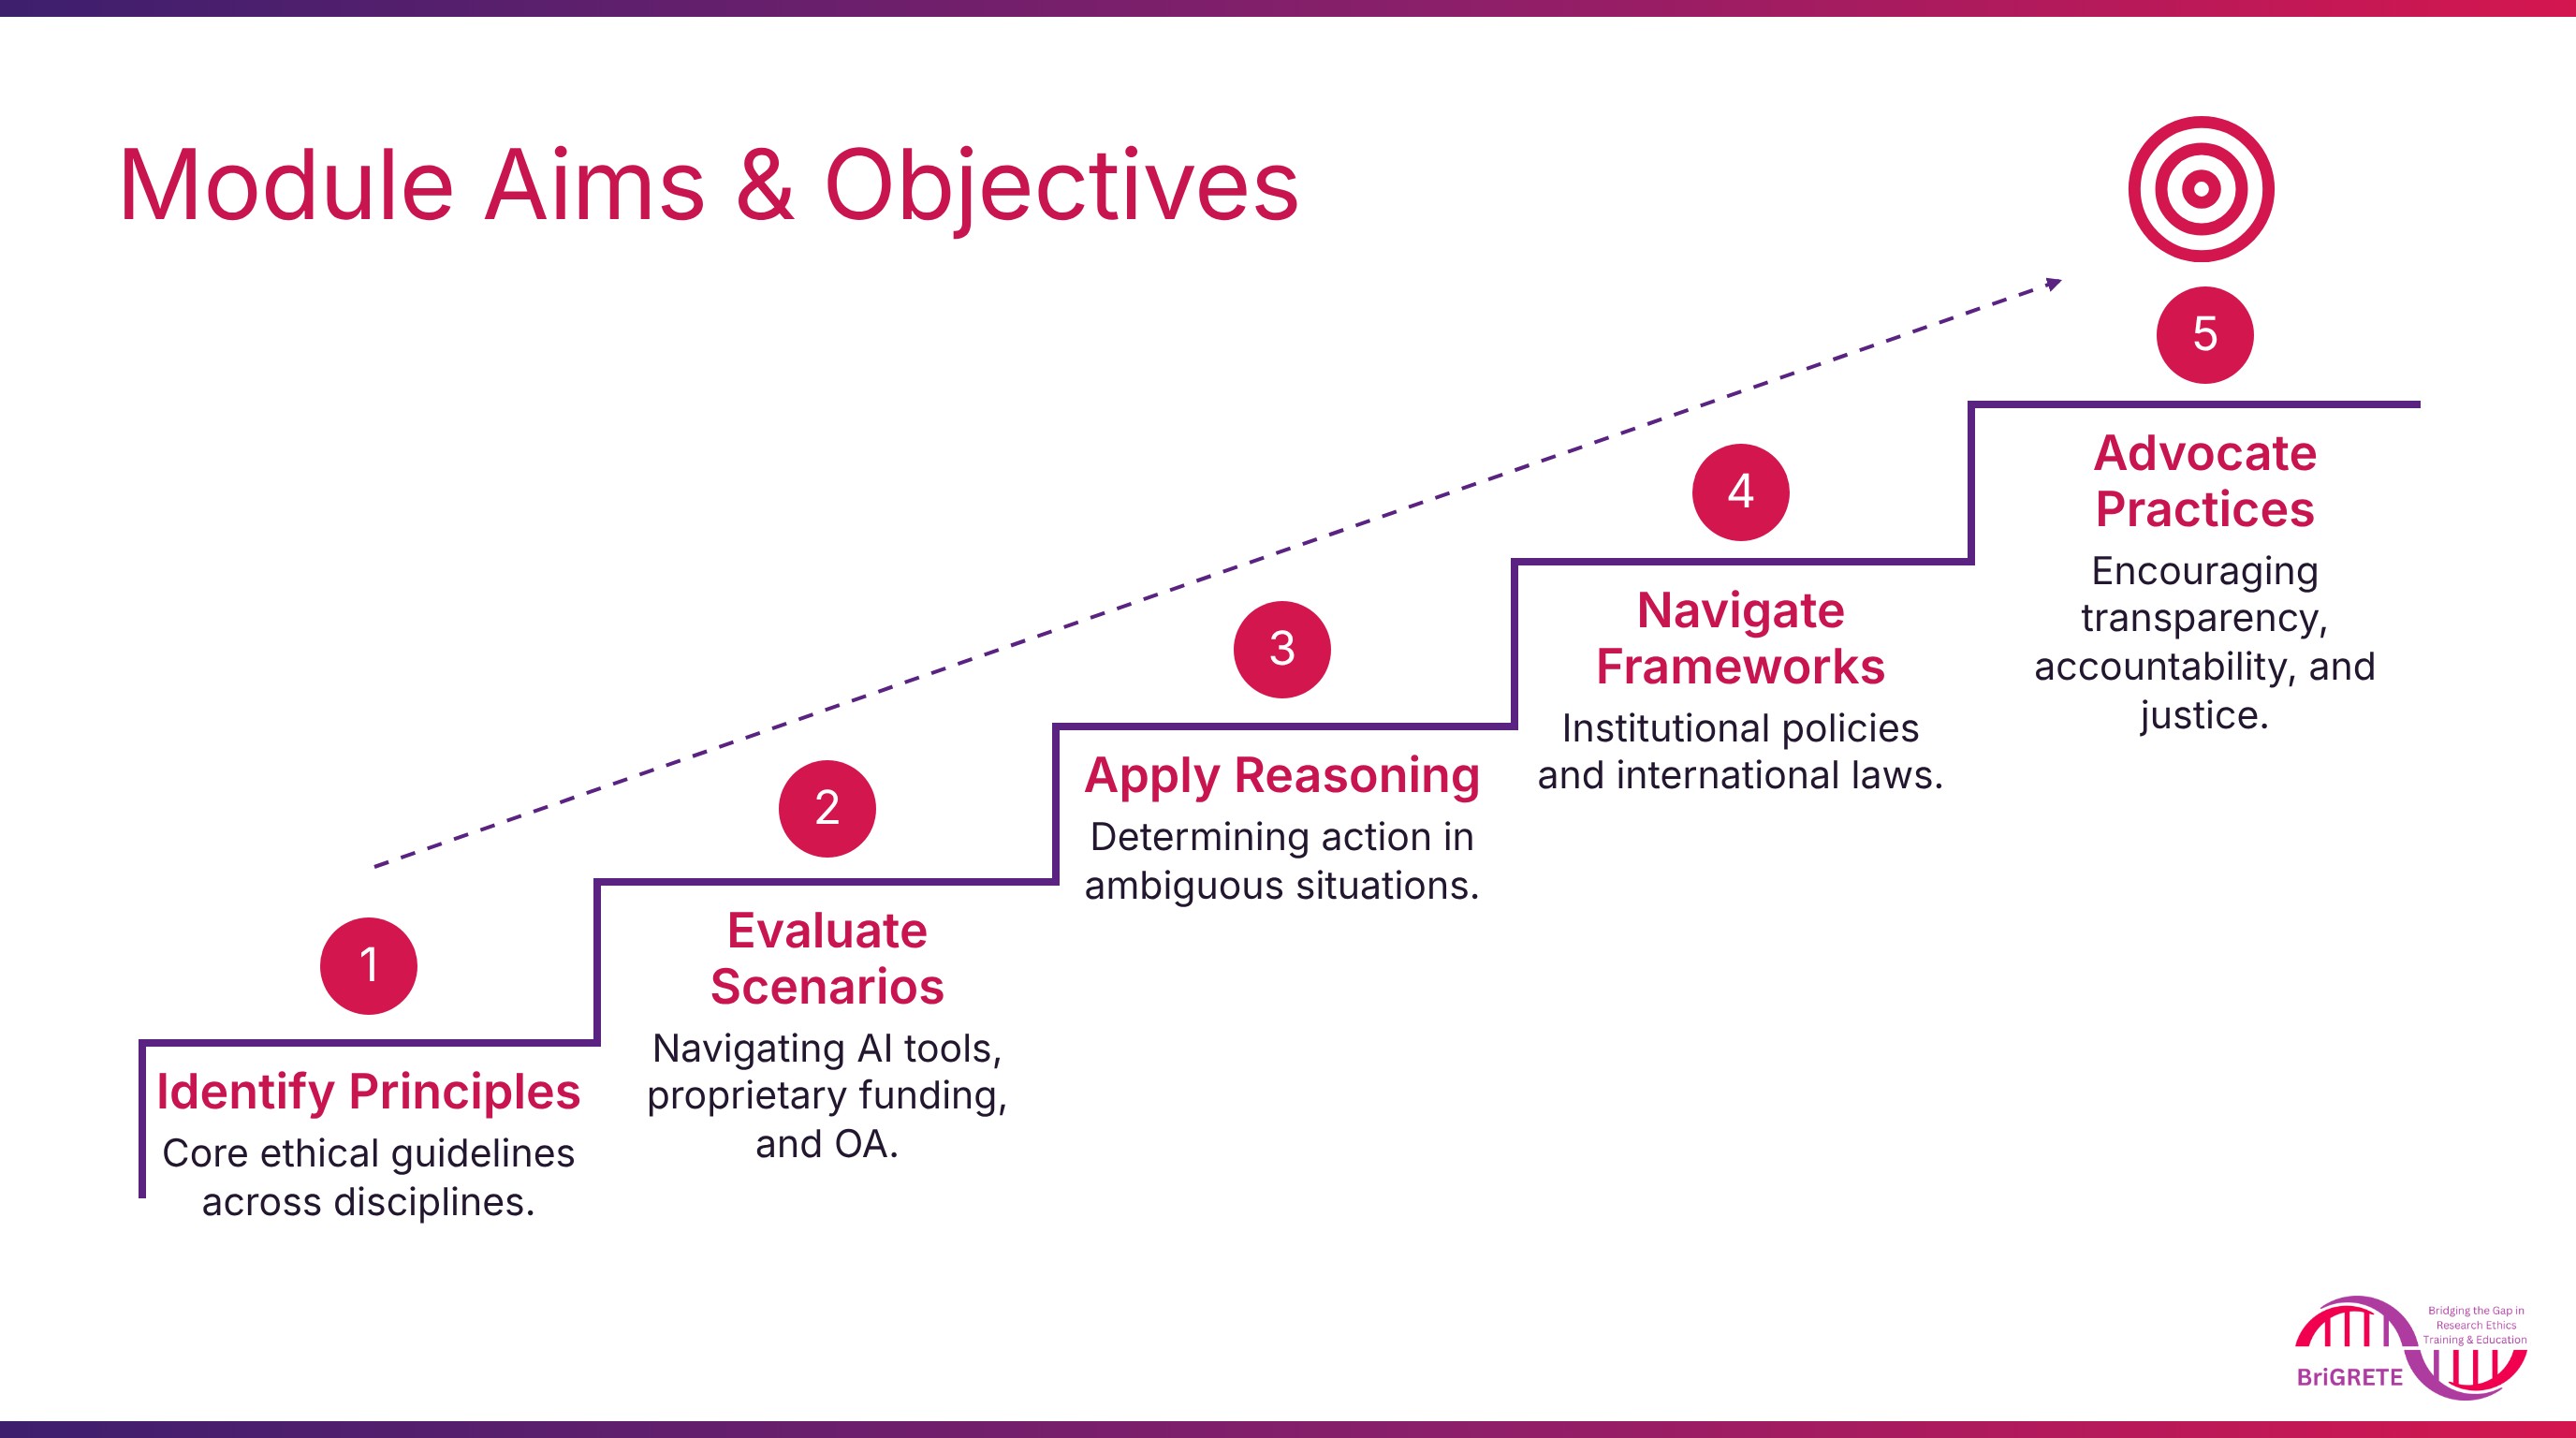 Module Aims & Objectives
1
Identify Principles
Core ethical guidelines
across disciplines.
2
Evaluate
Scenarios
Navigating AI tools,
proprietary funding,
and OA.
3
Apply Reasoning
Determining action in
ambiguous situations.
4
Navigate
Frameworks
Institutional policies
and international laws.
5
Advocate
Practices
Encouraging
transparency,
accountability, and
justice.
Bridging the Gap in
Research Ethics
Training & Education
BriGRETE